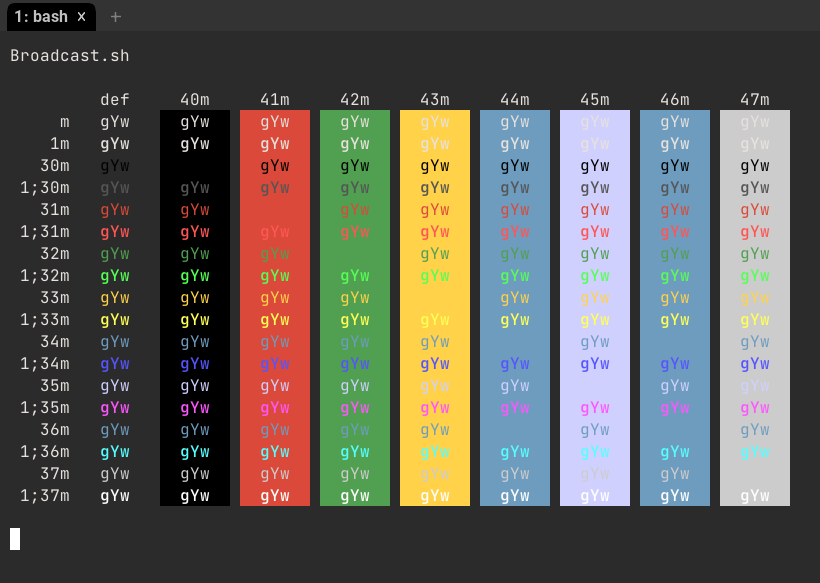 1: bash × +
Broadcast.sh
def 40m 41m 42m 43m 44m 45m 46m 47m
m gYw gYw gYw gYw gYw gYw gYw gYw gYw
1m gYw gYw gYw gYw gYw gYw gYw gYw gYw
30m gYw gYw gYw gYw gYw gYw gYw gYw
1;30m gYw gYw gYw gYw gYw gYw gYw gYw gYw
31m gYw gYw gYw gYw gYw gYw gYw gYw
1;31m gYw gYw gYw gYw gYw gYw gYw gYw gYw
32m gYw gYw gYw gYw gYw gYw gYw gYw
1;32m gYw gYw gYw gYw gYw gYw gYw gYw gYw
33m gYw gYw gYw gYw gYw gYw gYw gYw
1;33m gYw gYw gYw gYw gYw gYw gYw gYw gYw
34m gYw gYw gYw gYw gYw gYw gYw
1;34m gYw gYw gYw gYw gYw gYw gYw gYw gYw
35m gYw gYw gYw gYw gYw gYw gYw gYw
1;35m gYw gYw gYw gYw gYw gYw gYw gYw gYw
36m gYw gYw gYw gYw gYw gYw gYw
1;36m gYw gYw gYw gYw gYw gYw gYw gYw gYw
37m gYw gYw gYw gYw gYw gYw gYw gYw
1;37m gYw gYw gYw gYw gYw gYw gYw gYw gYw